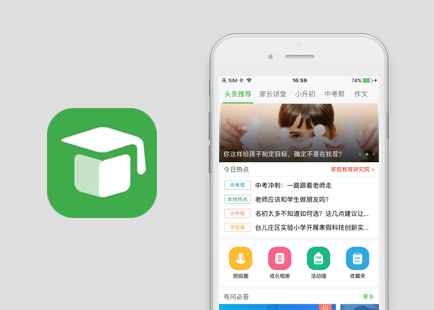 无 SIM 卡
16:59
74%
头条推荐 家长讲堂 小升初 中考帮 作文
你这样给孩子制定目标，确定不是在找茬？
今日热点 家庭教育研究院 >
中考帮 中考冲刺：一路跟着老师走
本地热点 老师应该和学生做朋友吗？
小升初 名初太多不知道如何选？这几点建议让...
学校库 台儿庄区实验小学开展寒假科技创新实...
班级圈 成长相册 活动墙 收藏夹
有问必答 更多